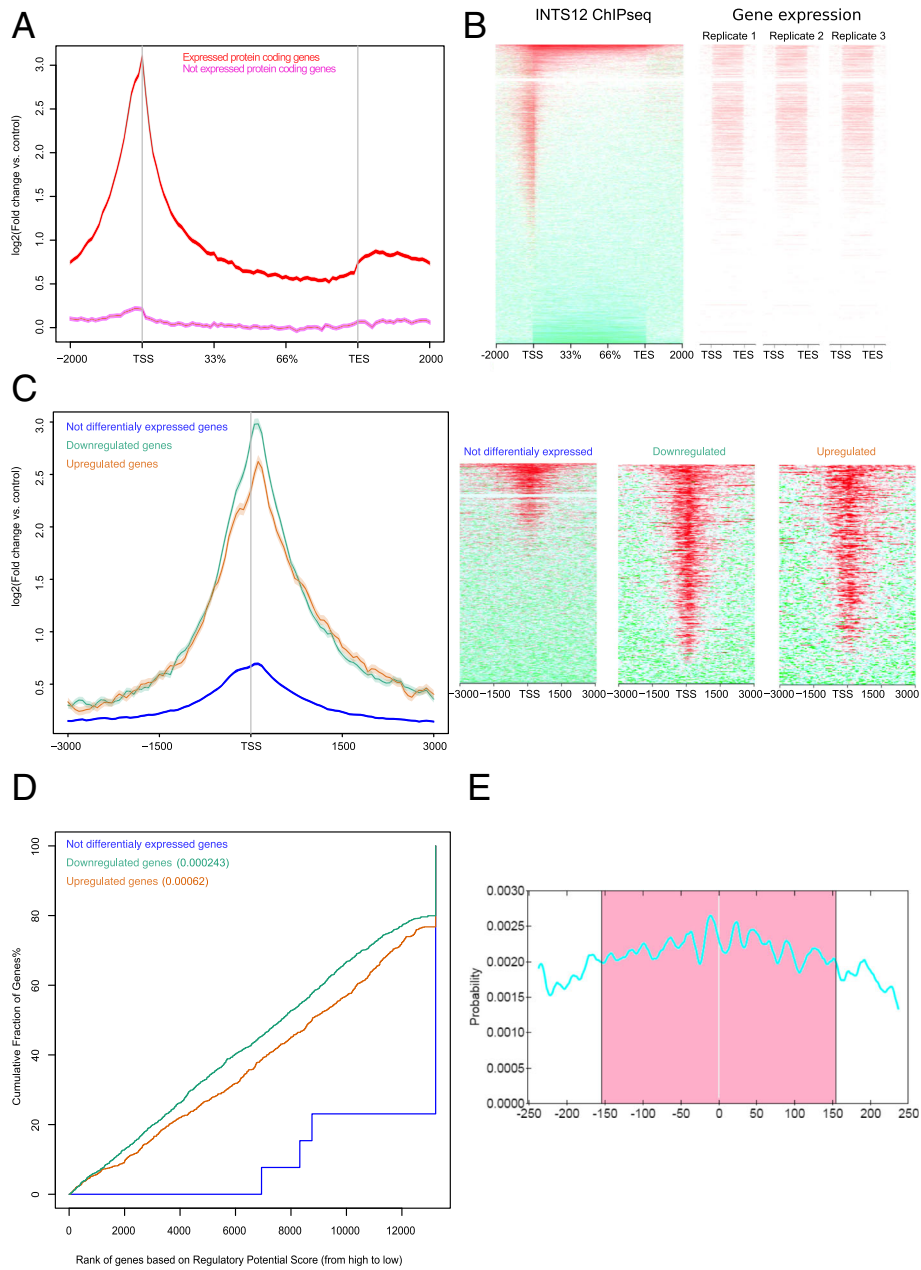 A
Expressed protein coding genes
Not expressed protein coding genes
log2(Fold change vs. control)
3.0
2.5
2.0
1.5
1.0
0.5
0.0
−2000 TSS 33% 66% TES 2000
B
INTS12 ChIPseq Gene expression
Replicate 1 Replicate 2 Replicate 3
-2000 TSS 33% 66% TES 2000
TSS TES TSS TES TSS TES
C
Not differentialy expressed genes
Downregulated genes
Upregulated genes
log2(Fold change vs. control)
3.0
2.5
2.0
1.5
1.0
0.5
−3000 −1500 TSS 1500 3000
Not differentialy expressed Downregulated Upregulated
−3000 −1500 TSS 1500 3000
−3000 −1500 TSS 1500 3000
−3000 −1500 TSS 1500 3000
D
Not differentialy expressed genes
Downregulated genes (0.000243)
Upregulated genes (0.00062)
Cumulative Fraction of Genes%
100
80
60
40
20
0
0 2000 4000 6000 8000 10000 12000
Rank of genes based on Regulatory Potential Score (from high to low)
E
Probability
0.0030
0.0025
0.0020
0.0015
0.0010
0.0005
0.0000
-250 -200 -150 -100 -50 0 50 100 150 200 250